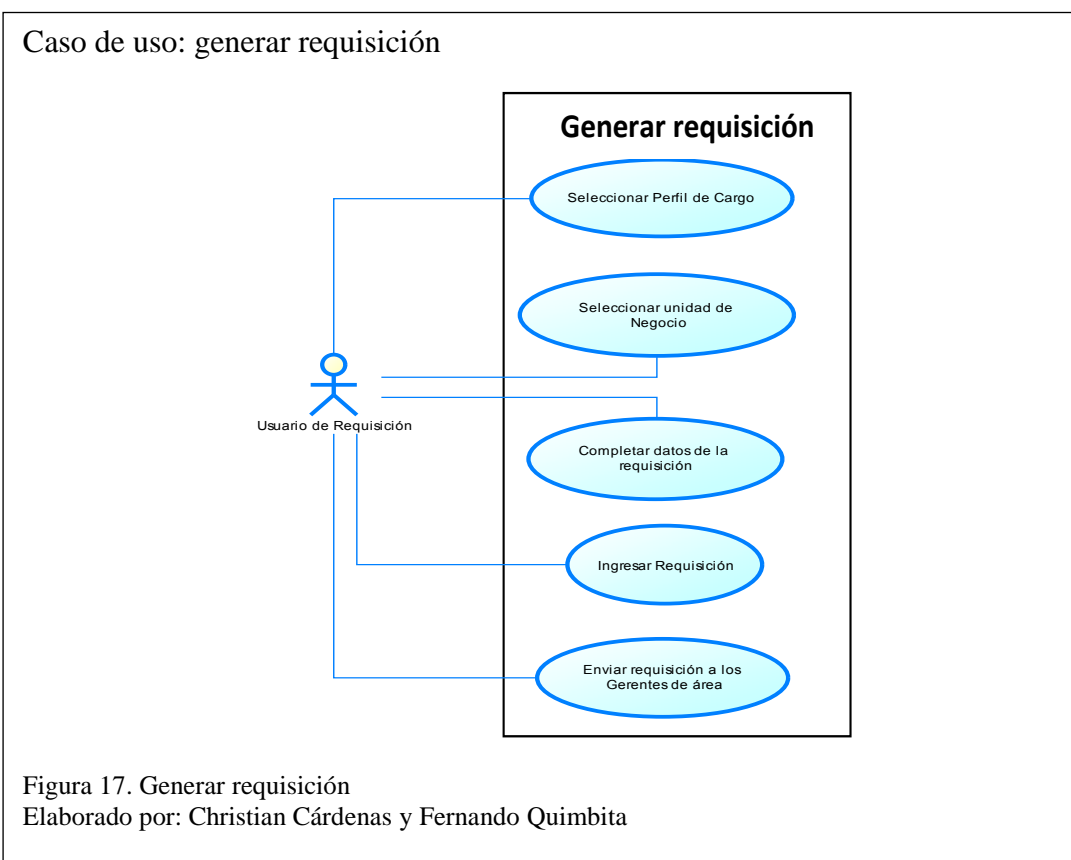 Caso de uso: generar requisición
Generar requisición
Seleccionar Perfil de Cargo
Seleccionar unidad de
Negocio
Usuario de Requisición
Completar datos de la
requisición
Ingresar Requisición
Enviar requisición a los
Gerentes de área
Figura 17. Generar requisición
Elaborado por: Christian Cárdenas y Fernando Quimbita